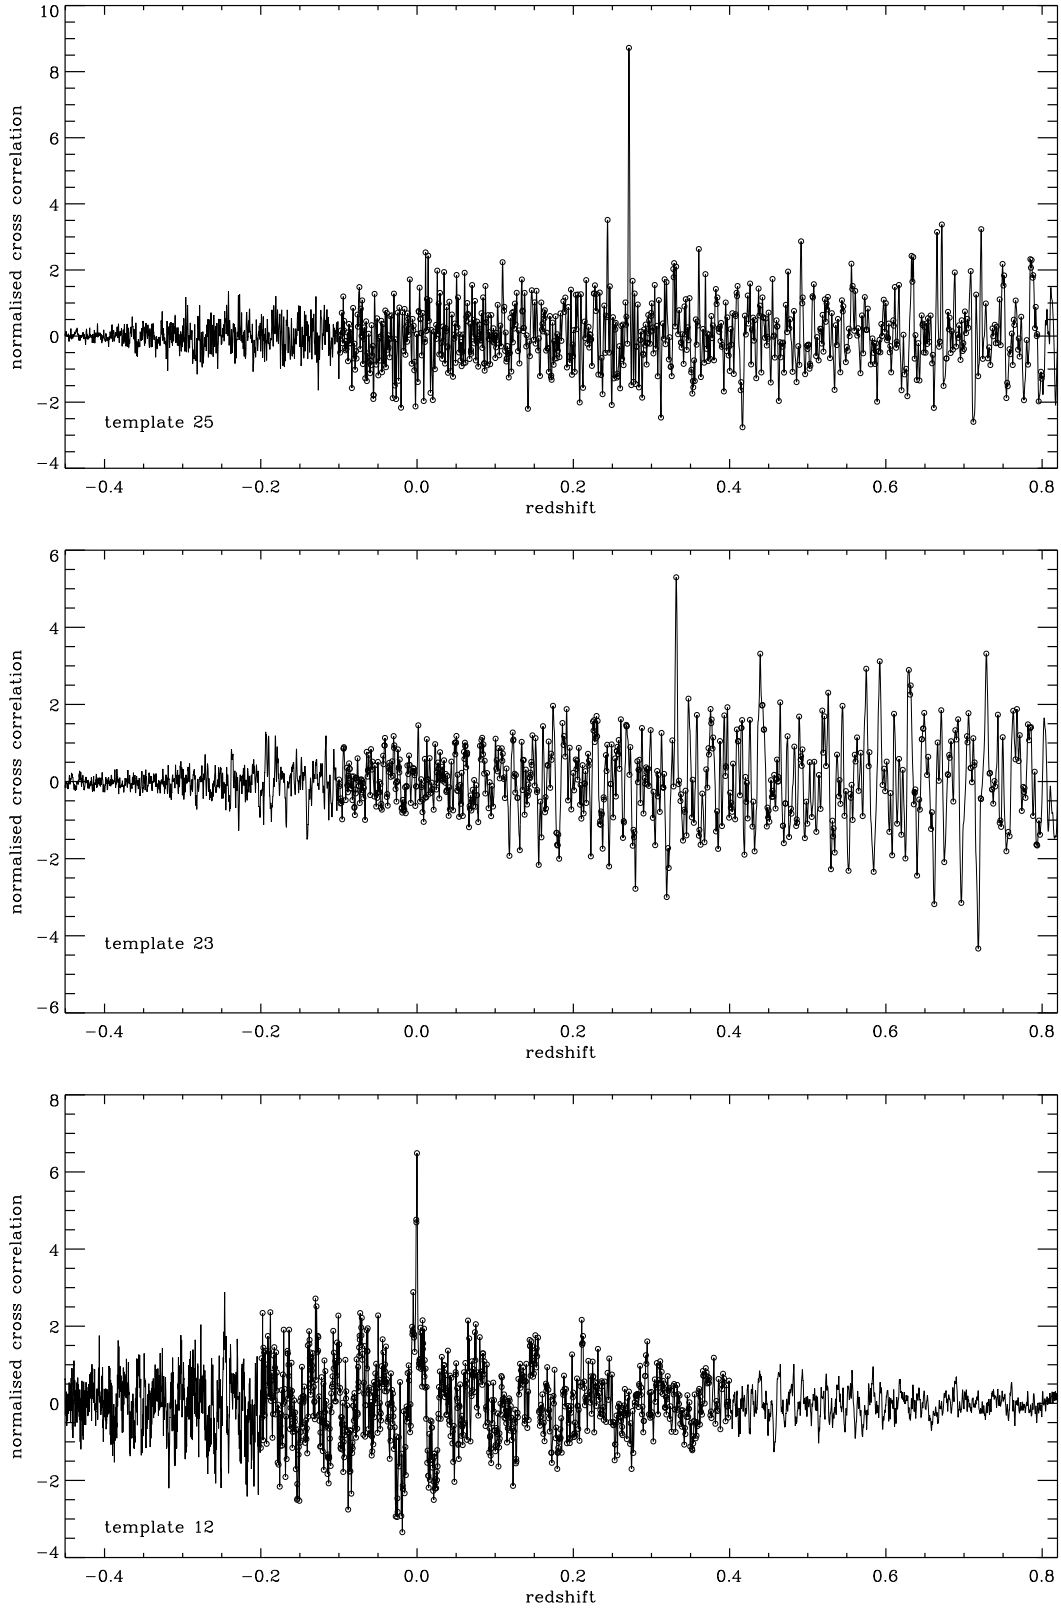 10
8
6
4
2
0
−2
−4
normalised cross correlation
template 25
−0.4 −0.2 0.0 0.2 0.4 0.6 0.8
redshift
6
4
2
0
−2
−4
−6
normalised cross correlation
template 23
−0.4 −0.2 0.0 0.2 0.4 0.6 0.8
redshift
8
6
4
2
0
−2
−4
normalised cross correlation
template 12
−0.4 −0.2 0.0 0.2 0.4 0.6 0.8
redshift